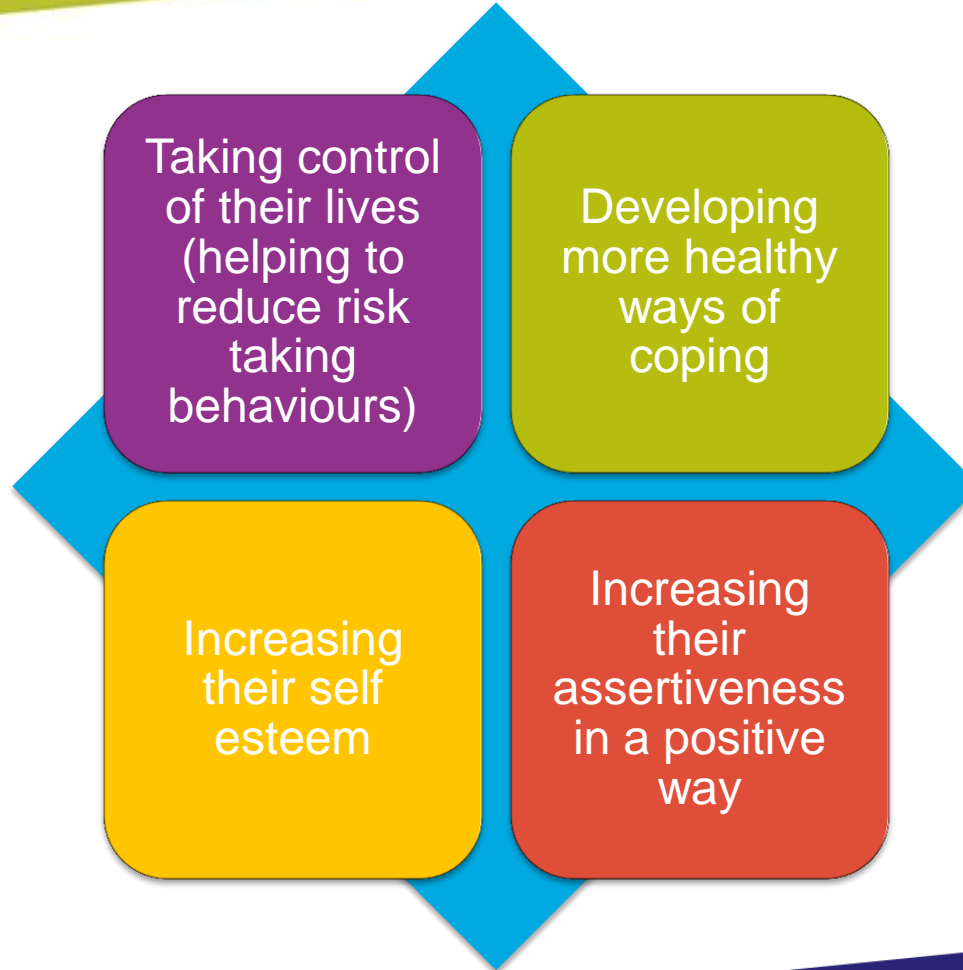 Taking control
of their lives
(helping to
reduce risk
taking
behaviours)
Developing
more healthy
ways of
coping
Increasing
their self
esteem
Increasing
their
assertiveness
in a positive
way